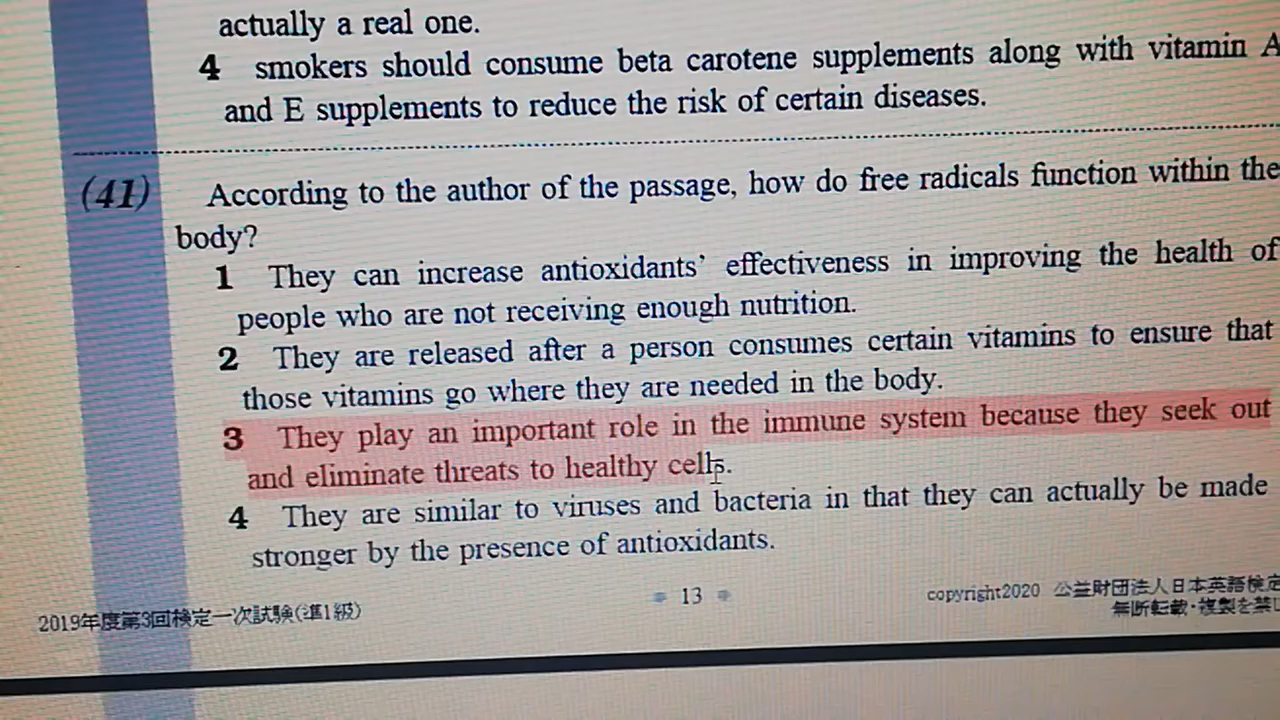 actually a real one.
4 smokers should consume beta carotene supplements along with vitamin A
and E supplements to reduce the risk of certain diseases.
(41) According to the author of the passage, how do free radicals function within the
body?
1 They can increase antioxidants' effectiveness in improving the health of
people who are not receiving enough nutrition.
2 They are released after a person consumes certain vitamins to ensure that
those vitamins go where they are needed in the body.
3 They play an important role in the immune system because they seek out
and eliminate threats to healthy cells.
4 They are similar to viruses and bacteria in that they can actually be made
stronger by the presence of antioxidants.
2019年度第3回検定一次試験(準1級)
13
copyright2020 公益財団法人日本英語検定
無断転載・複製を禁